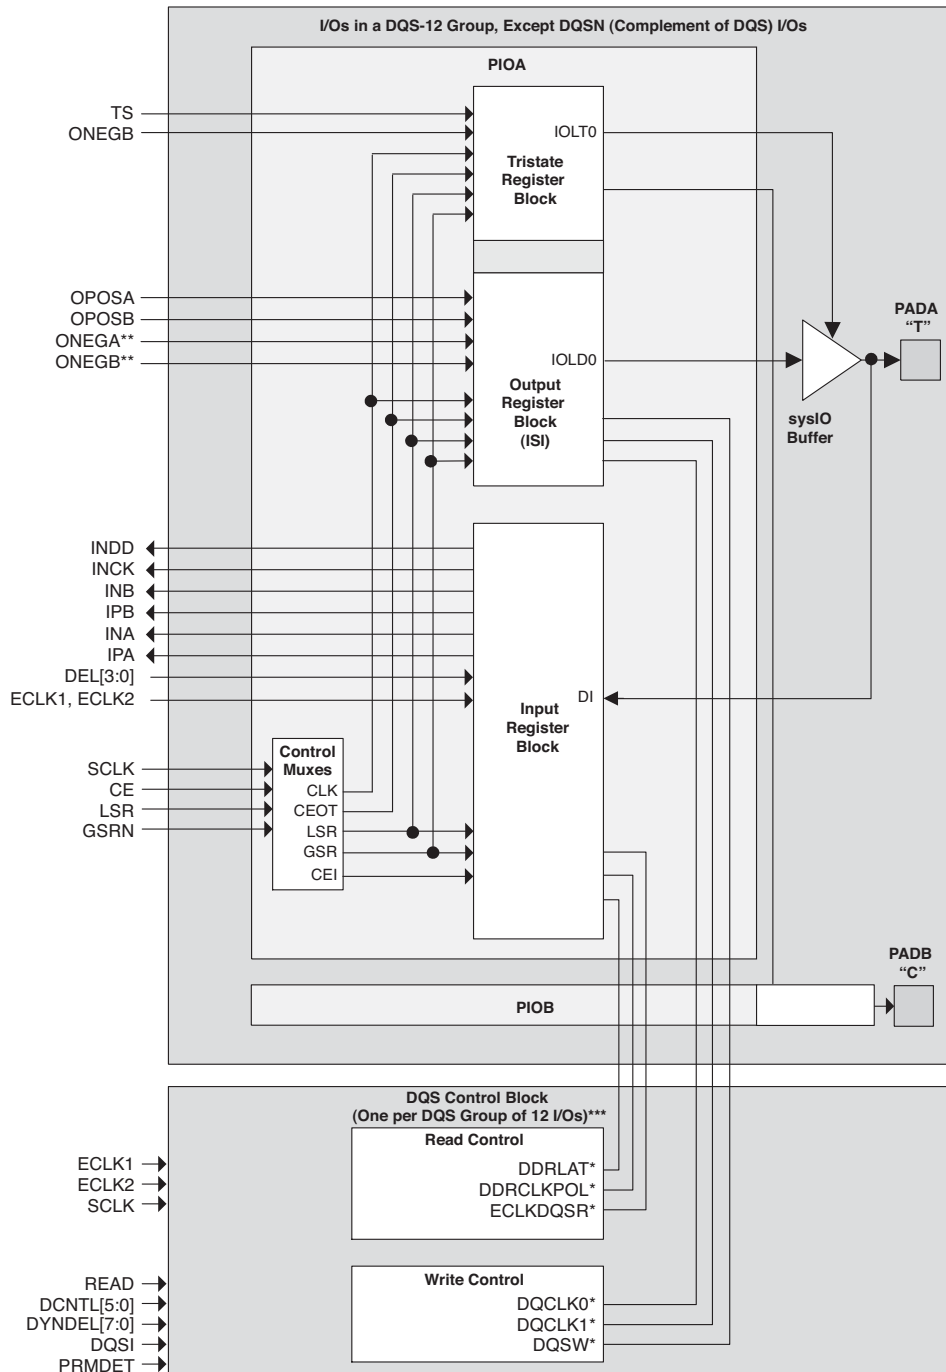 I/Os in a DQS-12 Group, Except DQSN (Complement of DQS) I/Os
PIOA
TS
ONEGB
IOLT0
Tristate
Register
Block
OPOSA
OPOSB
ONEGA**
ONEGB**
IOLD0
Output
Register
Block
(ISI)
PADA
“T”
sysIO
Buffer
INDD
INCK
INB
IPB
INA
IPA
DEL[3:0]
ECLK1, ECLK2
DI
Input
Register
Block
SCLK
CE
LSR
GSRN
Control
Muxes
CLK
CEOT
LSR
GSR
CEI
PADB
“C”
PIOB
DQS Control Block
(One per DQS Group of 12 I/Os)***
Read Control
DDRLAT*
DDRCLKPOL*
ECLKDQSR*
ECLK1
ECLK2
SCLK
Write Control
DQCLK0*
DQCLK1*
DQSW*
READ
DCNTL[5:0]
DYNDEL[7:0]
DQSI
PRMDET